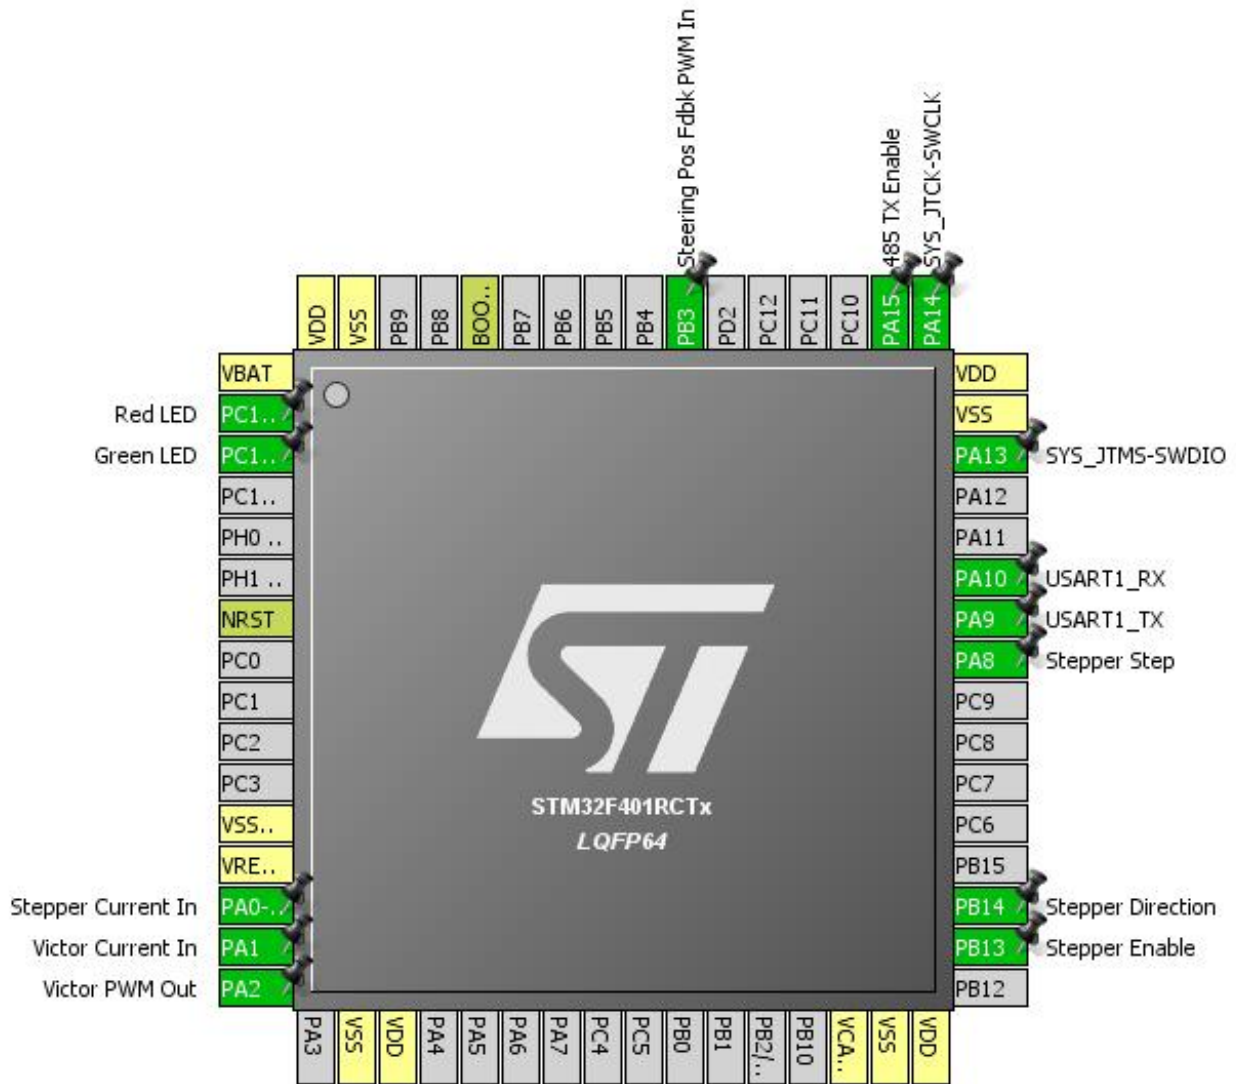 Steering Pos Fdbk PWM In
485 TX Enable
SYS_JTCK-SWCLK
VDD
VSS
PB9
PB8
BOO..
PB7
PB6
PB5
PB4
PB3
PD2
PC12
PC11
PC10
PA15
PA14
VBAT
Red LED PC1..
Green LED PC1..
PC1..
PH0 ..
PH1 ..
NRST
PC0
PC1
PC2
PC3
VSS..
VRE..
Stepper Current In PA0-..
Victor Current In PA1
Victor PWM Out PA2
ST
STM32F401RCTx
LQFP64
VDD
VSS
PA13 SYS_JTMS-SWDIO
PA12
PA11
PA10 USART1_RX
PA9 USART1_TX
PA8 Stepper Step
PC9
PC8
PC7
PC6
PB15
PB14 Stepper Direction
PB13 Stepper Enable
PB12
PA3
VSS
VDD
PA4
PA5
PA6
PA7
PC4
PC5
PB0
PB1
PB2/..
PB10
VCA..
VSS
VDD